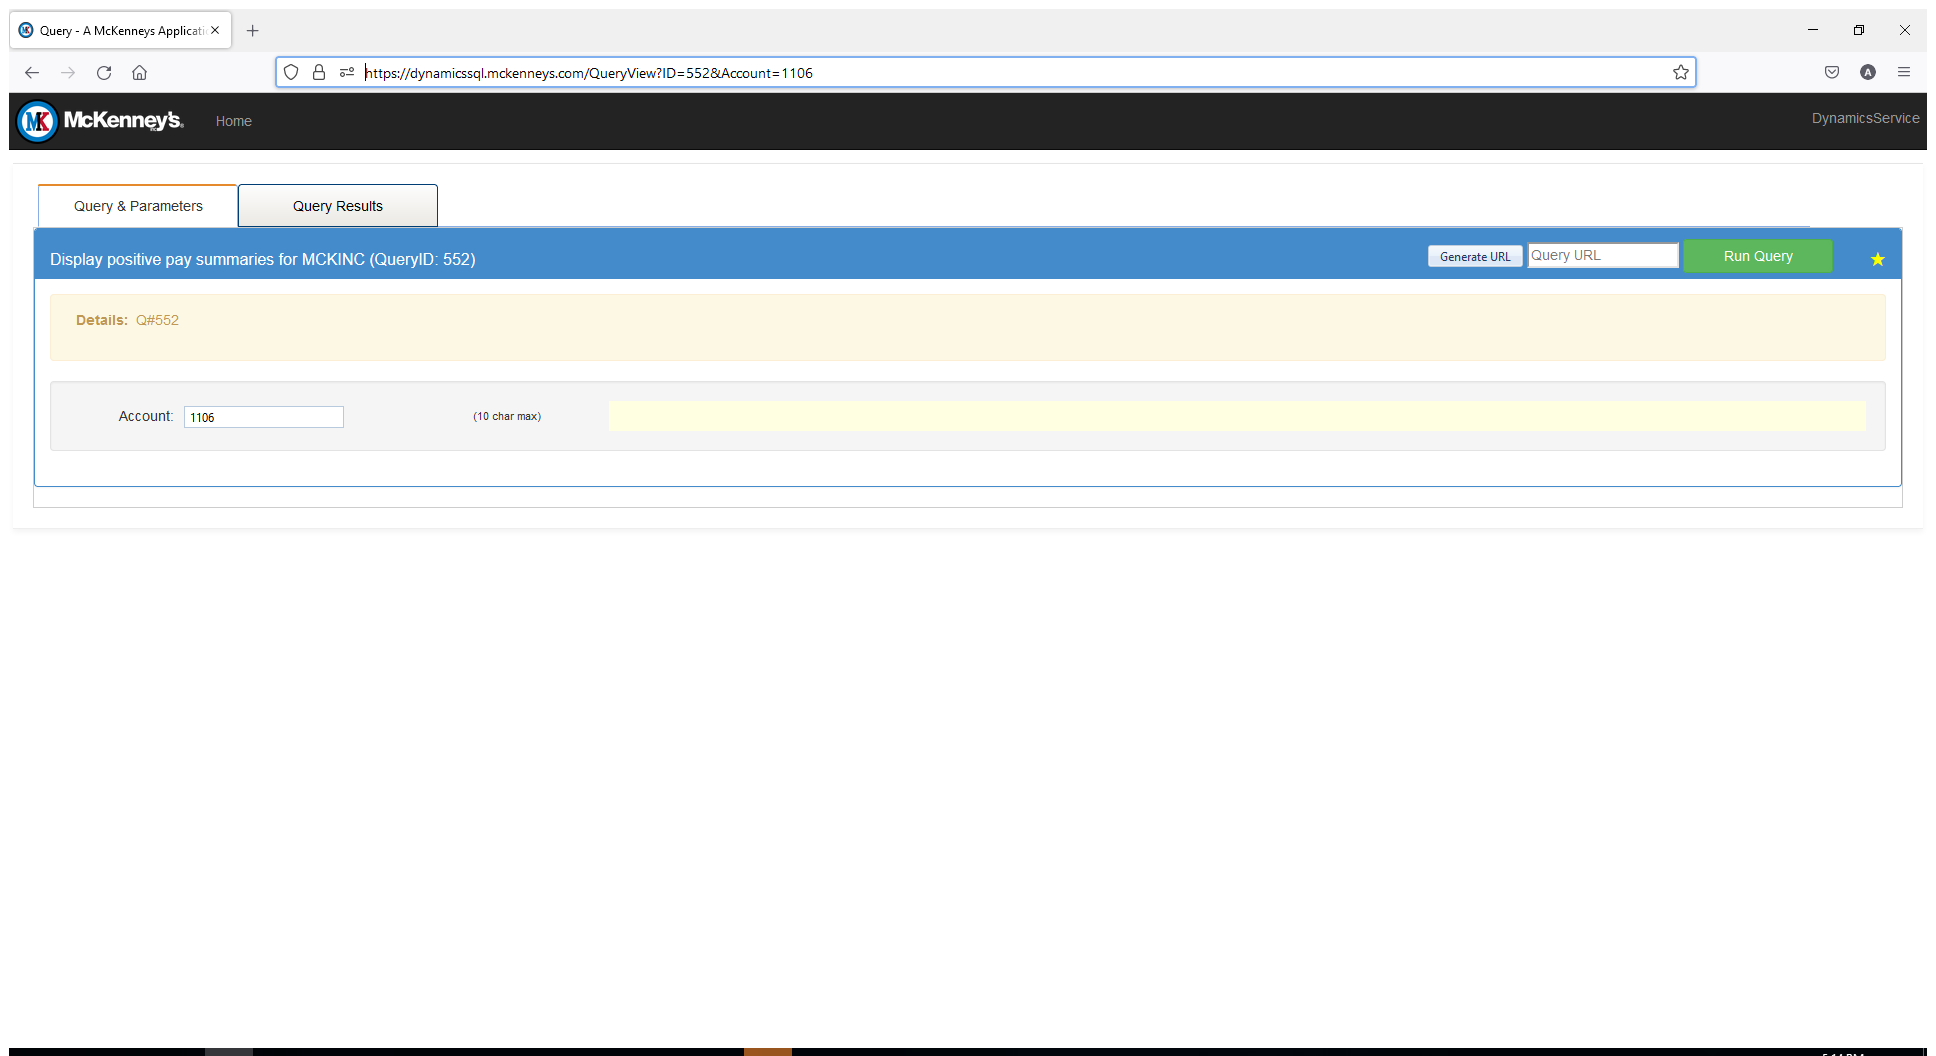 Query - A McKenneys Applicati
https://dynamicssql.mckenneys.com/QueryView?ID=552&Account=1106
A
MK McKenney's. Home
DynamicsService
Query & Parameters
Query Results
Display positive pay summaries for MCKINC (QueryID: 552)
Generate URL
Query URL
Run Query
Details: Q#552
Account: 1106 (10 char max)